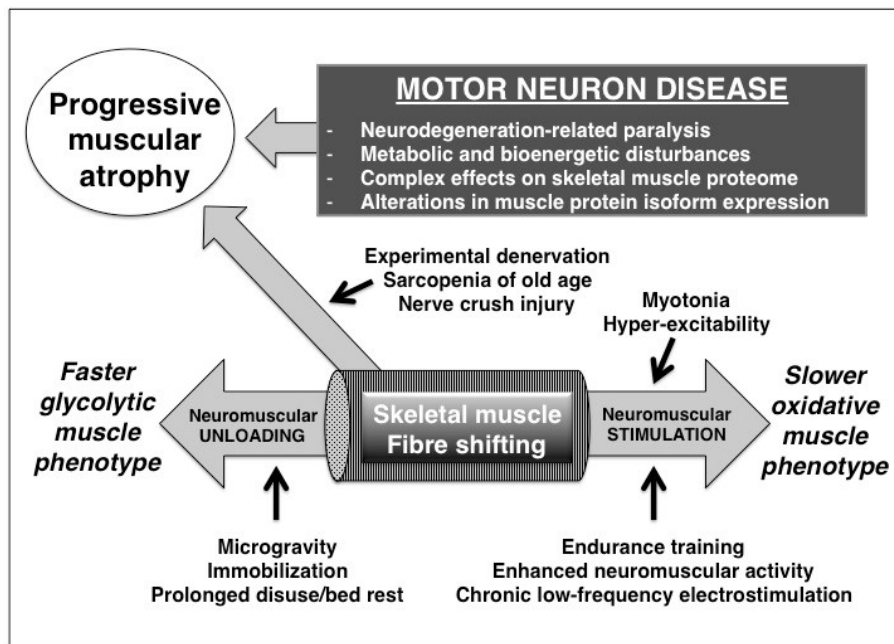 Progressive
muscular
atrophy
MOTOR NEURON DISEASE
- Neurodegeneration-related paralysis
- Metabolic and bioenergetic disturbances
- Complex effects on skeletal muscle proteome
- Alterations in muscle protein isoform expression
Experimental denervation
Sarcopenia of old age
Nerve crush injury
Myotonia
Hyper-excitability
Faster
glycolytic
muscle
phenotype
Neuromuscular
UNLOADING
Skeletal muscle
Fibre shifting
Neuromuscular
STIMULATION
Slower
oxidative
muscle
phenotype
Microgravity
Immobilization
Prolonged disuse/bed rest
Endurance training
Enhanced neuromuscular activity
Chronic low-frequency electrostimulation